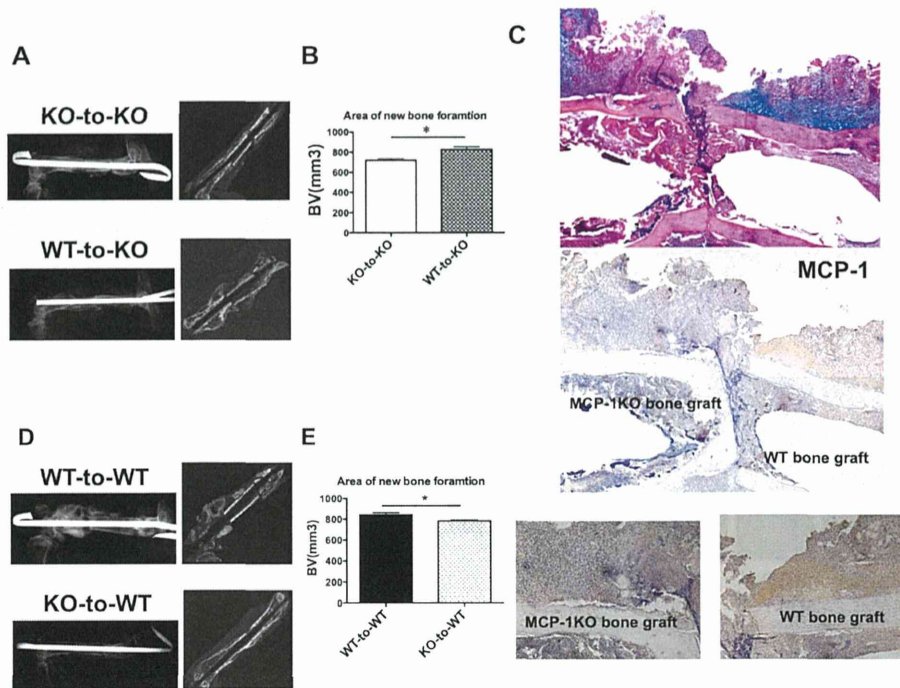 A
KO-to-KO
WT-to-KO
B
Area of new bone foramtion
*
BV(mm3)
1000
800
600
400
200
0
KO-to-KO
WT-to-KO
C
MCP-1
MCP-1KO bone graft
WT bone graft
MCP-1KO bone graft
WT bone graft
D
WT-to-WT
KO-to-WT
E
Area of new bone foramtion
*
BV(mm3)
1000
800
600
400
200
0
WT-to-WT
KO-to-WT